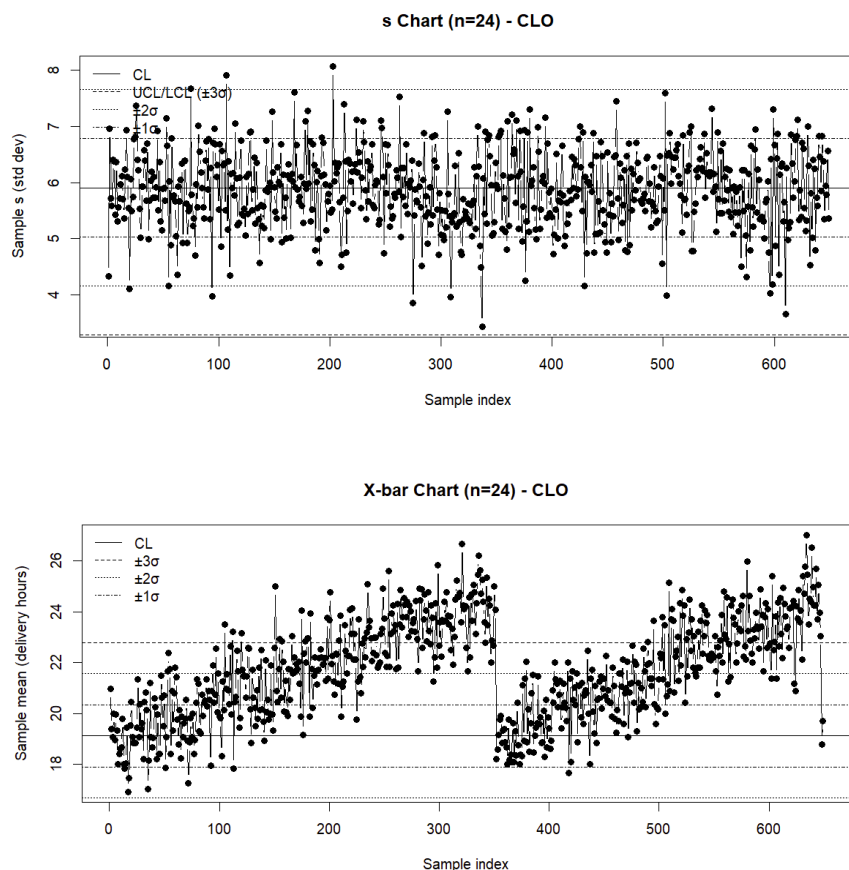 s Chart (n=24) - CLO
8
7
6
5
4
Sample s (std dev)
CL
UCL/LCL (±3σ)
±2σ
±1σ
0 100 200 300 400 500 600
Sample index
X-bar Chart (n=24) - CLO
26
24
22
20
18
Sample mean (delivery hours)
CL
±3σ
±2σ
±1σ
0 100 200 300 400 500 600
Sample index